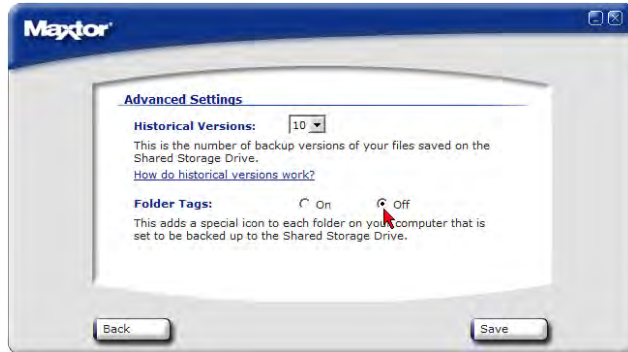 Maxtor
Advanced Settings
Historical Versions: 10
This is the number of backup versions of your files saved on the
Shared Storage Drive.
How do historical versions work?
Folder Tags: On Off
This adds a special icon to each folder on your computer that is
set to be backed up to the Shared Storage Drive.
Back Save